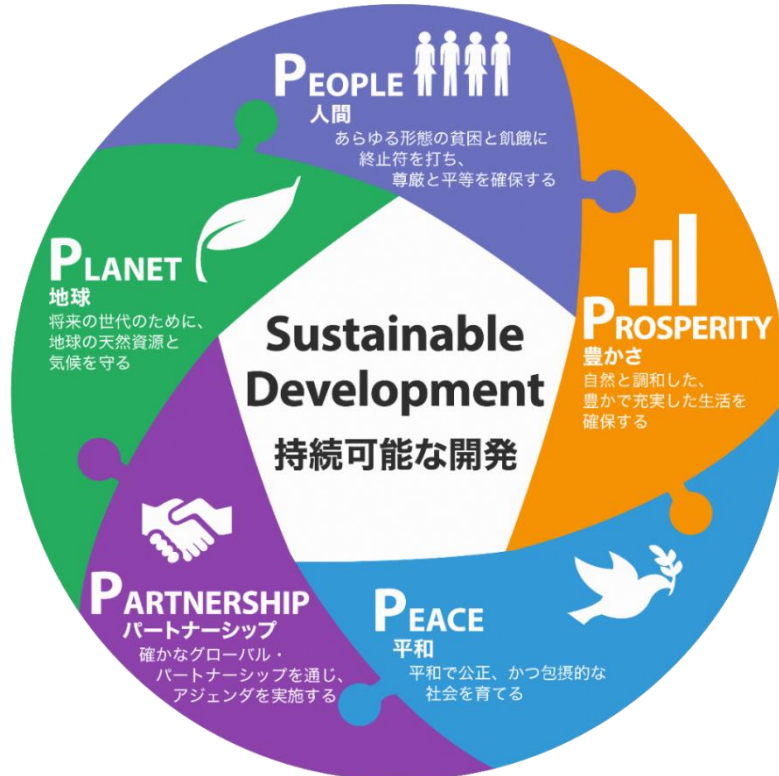 PEOPLE
人間
あらゆる形態の貧困と飢餓に
終止符を打ち、
尊厳と平等を確保する
PROSPERITY
豊かさ
自然と調和した、
豊かで充実した生活を
確保する
PEACE
平和
平和で公正、かつ包摂的な
社会を育てる
PARTNERSHIP
パートナーシップ
確かなグローバル・
パートナーシップを通じ、
アジェンダを実施する
PLANET
地球
将来の世代のために、
地球の天然資源と
気候を守る
Sustainable
Development
持続可能な開発